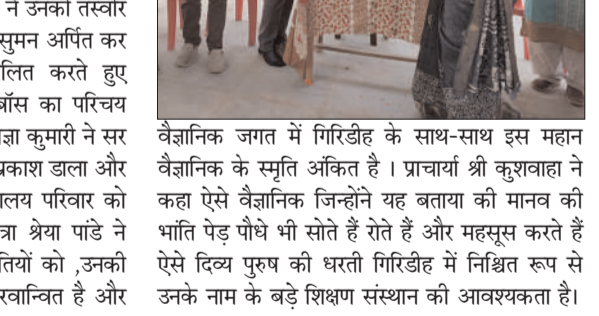 ने उनकी तस्वीर
सुमन अर्पित कर
लित करते हुए
बॉस का परिचय
ज्ञा कुमारी ने सर
प्रकाश डाला और
ालय परिवार को
त्रा श्रेया पांडे ने
तियों को ,उनकी
रवान्वित है और
वैज्ञानिक जगत में गिरिडीह के साथ-साथ इस महान
वैज्ञानिक के स्मृति अंकित है । प्राचार्या श्री कुशवाहा ने
कहा ऐसे वैज्ञानिक जिन्होंने यह बताया की मानव की
भांति पेड़ पौधे भी सोते हैं रोते हैं और महसूस करते हैं
ऐसे दिव्य पुरुष की धरती गिरिडीह में निश्चित रूप से
उनके नाम के बड़े शिक्षण संस्थान की आवश्यकता है।